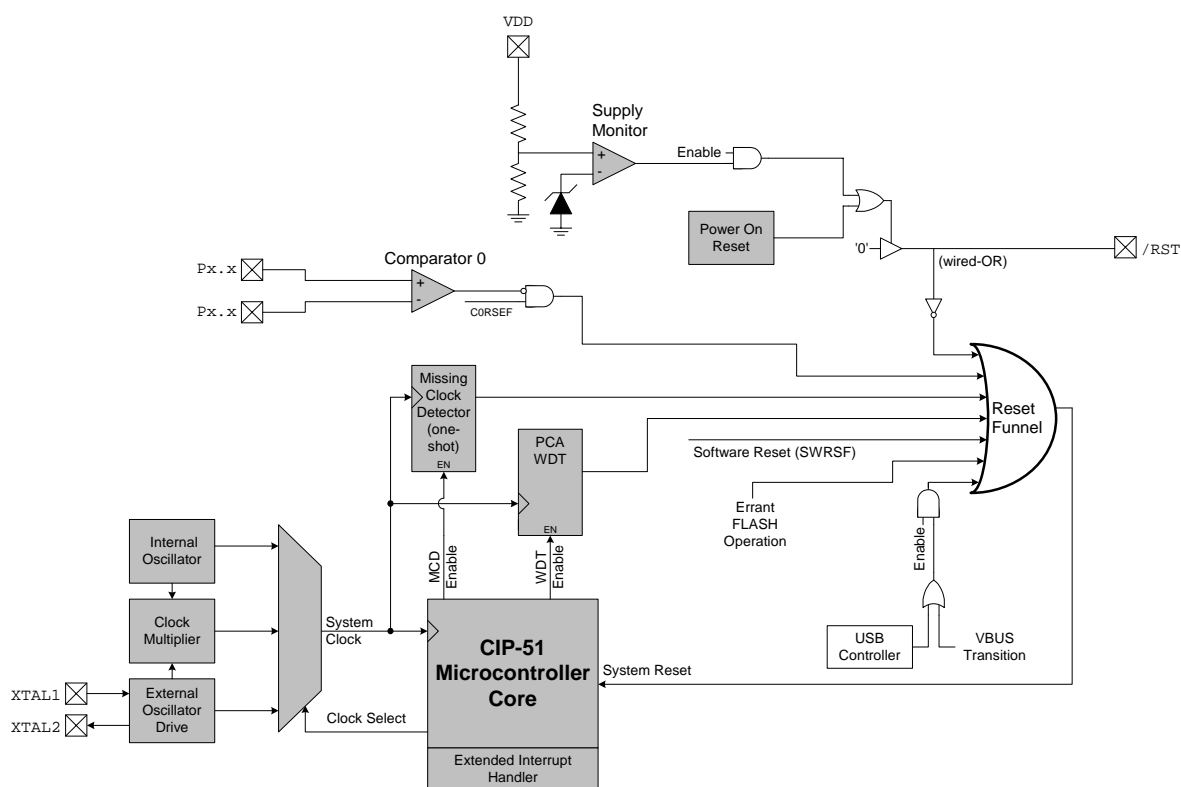 VDD
Supply
Monitor
+
-
Enable
Power On
Reset
'0'
(wired-OR)
/RST
Px.x
Px.x
Comparator 0
+
-
C0RSEF
Missing
Clock
Detector
(one-
shot)
EN
PCA
WDT
EN
Reset
Funnel
Software Reset (SWRSF)
Errant
FLASH
Operation
Enable
Internal
Oscillator
Clock
Multiplier
External
Oscillator
Drive
XTAL1
XTAL2
System
Clock
Clock Select
MCD
Enable
WDT
Enable
CIP-51
Microcontroller
Core
Extended Interrupt
Handler
System Reset
USB
Controller
VBUS
Transition